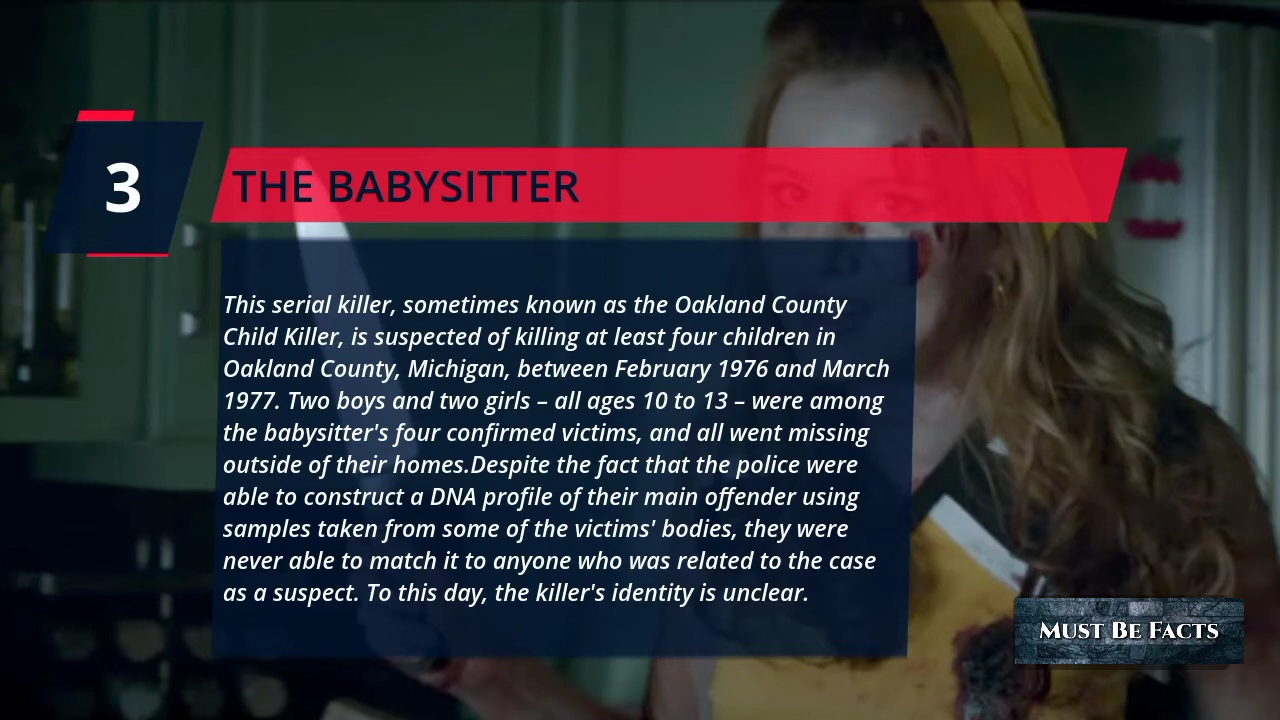 3
THE BABYSITTER
This serial killer, sometimes known as the Oakland County
Child Killer, is suspected of killing at least four children in
Oakland County, Michigan, between February 1976 and March
1977. Two boys and two girls – all ages 10 to 13 – were among
the babysitter's four confirmed victims, and all went missing
outside of their homes.Despite the fact that the police were
able to construct a DNA profile of their main offender using
samples taken from some of the victims' bodies, they were
never able to match it to anyone who was related to the case
as a suspect. To this day, the killer's identity is unclear.
MUST BE FACTS